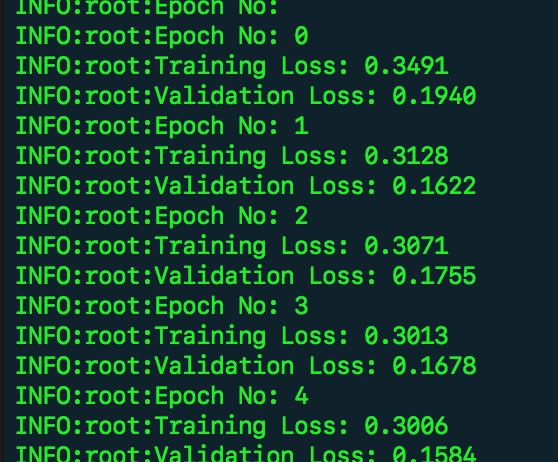 INFO:root:Epoch No:
INFO:root:Epoch No: 0
INFO:root:Training Loss: 0.3491
INFO:root:Validation Loss: 0.1940
INFO:root:Epoch No: 1
INFO:root:Training Loss: 0.3128
INFO:root:Validation Loss: 0.1622
INFO:root:Epoch No: 2
INFO:root:Training Loss: 0.3071
INFO:root:Validation Loss: 0.1755
INFO:root:Epoch No: 3
INFO:root:Training Loss: 0.3013
INFO:root:Validation Loss: 0.1678
INFO:root:Epoch No: 4
INFO:root:Training Loss: 0.3006
INFO:root:Validation Loss: 0.1584